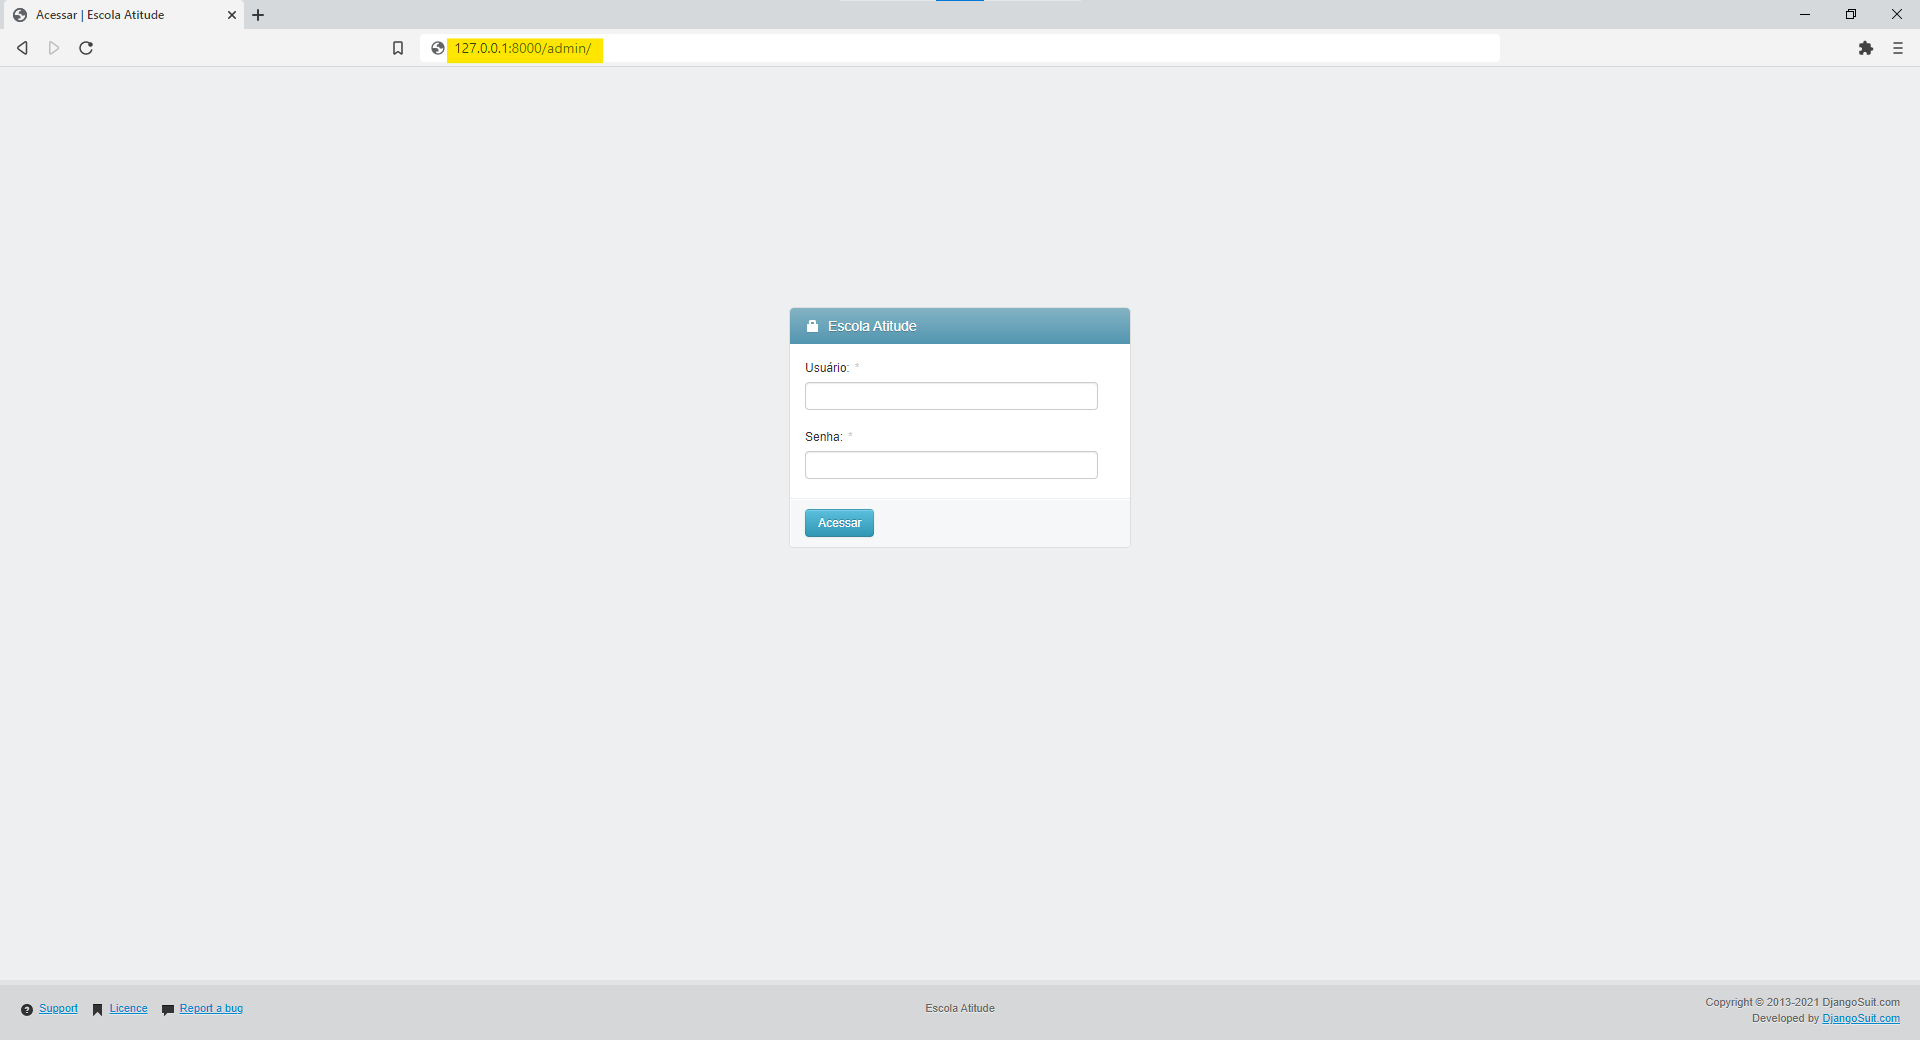 Acessar | Escola Atitude
127.0.0.1:8000/admin/
Escola Atitude
Usuário: *
Senha: *
Acessar
Support
Licence
Report a bug
Escola Atitude
Copyright © 2013-2021 DjangoSuit.com
Developed by DjangoSuit.com